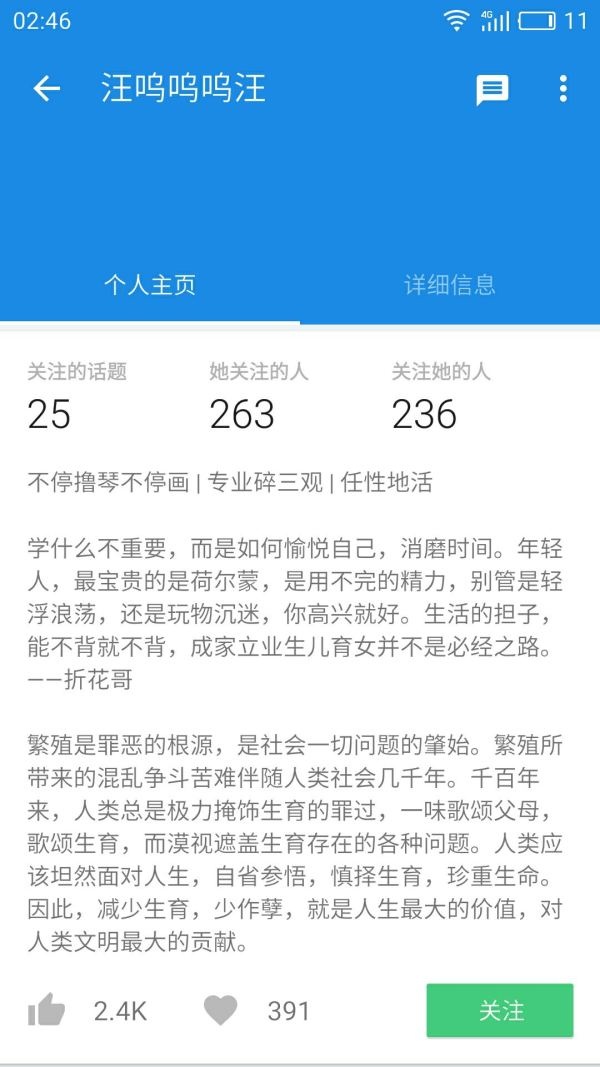 02:46
4G
11
汪呜呜呜汪
个人主页
详细信息
关注的话题
她关注的人
关注她的人
25
263
236
不停撸琴不停画 | 专业碎三观 | 任性地活
学什么不重要，而是如何愉悦自己，消磨时间。年轻
人，最宝贵的是荷尔蒙，是用不完的精力，别管是轻
浮浪荡，还是玩物沉迷，你高兴就好。生活的担子，
能不背就不背，成家立业生儿育女并不是必经之路。
——折花哥
繁殖是罪恶的根源，是社会一切问题的肇始。繁殖所
带来的混乱争斗苦难伴随人类社会几千年。千百年
来，人类总是极力掩饰生育的罪过，一味歌颂父母，
歌颂生育，而漠视遮盖生育存在的各种问题。人类应
该坦然面对人生，自省参悟，慎择生育，珍重生命。
因此，减少生育，少作孽，就是人生最大的价值，对
人类文明最大的贡献。
2.4K
391
关注